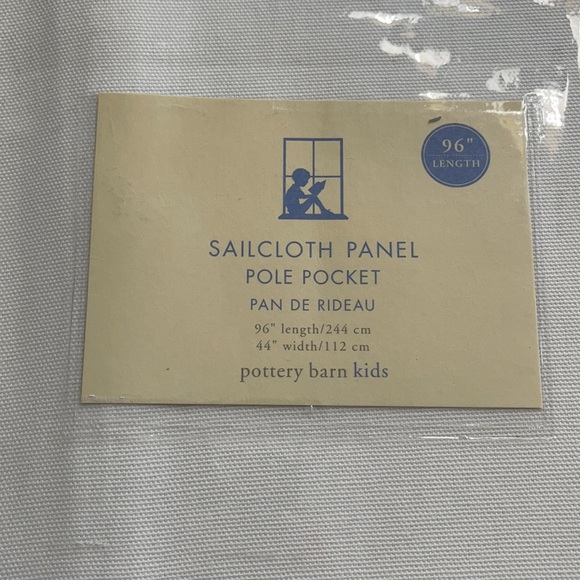 96"
LENGTH
SAILCLOTH PANEL
POLE POCKET
PAN DE RIDEAU
96" length/244 cm
44" width/112 cm
pottery barn kids